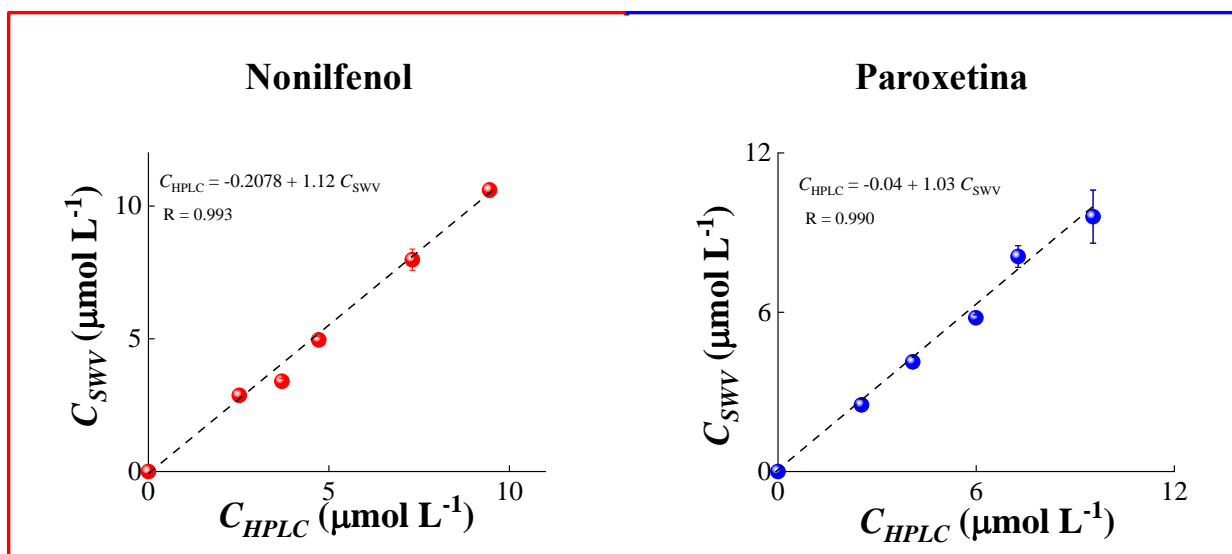 Nonilfenol
C_HPLC = -0.2078 + 1.12 C_SWV
R = 0.993
C_SWV (μmol L⁻¹)
10
5
0
0 5 10
C_HPLC (μmol L⁻¹)
Paroxetina
C_HPLC = -0.04 + 1.03 C_SWV
R = 0.990
C_SWV (μmol L⁻¹)
12
6
0
0 6 12
C_HPLC (μmol L⁻¹)